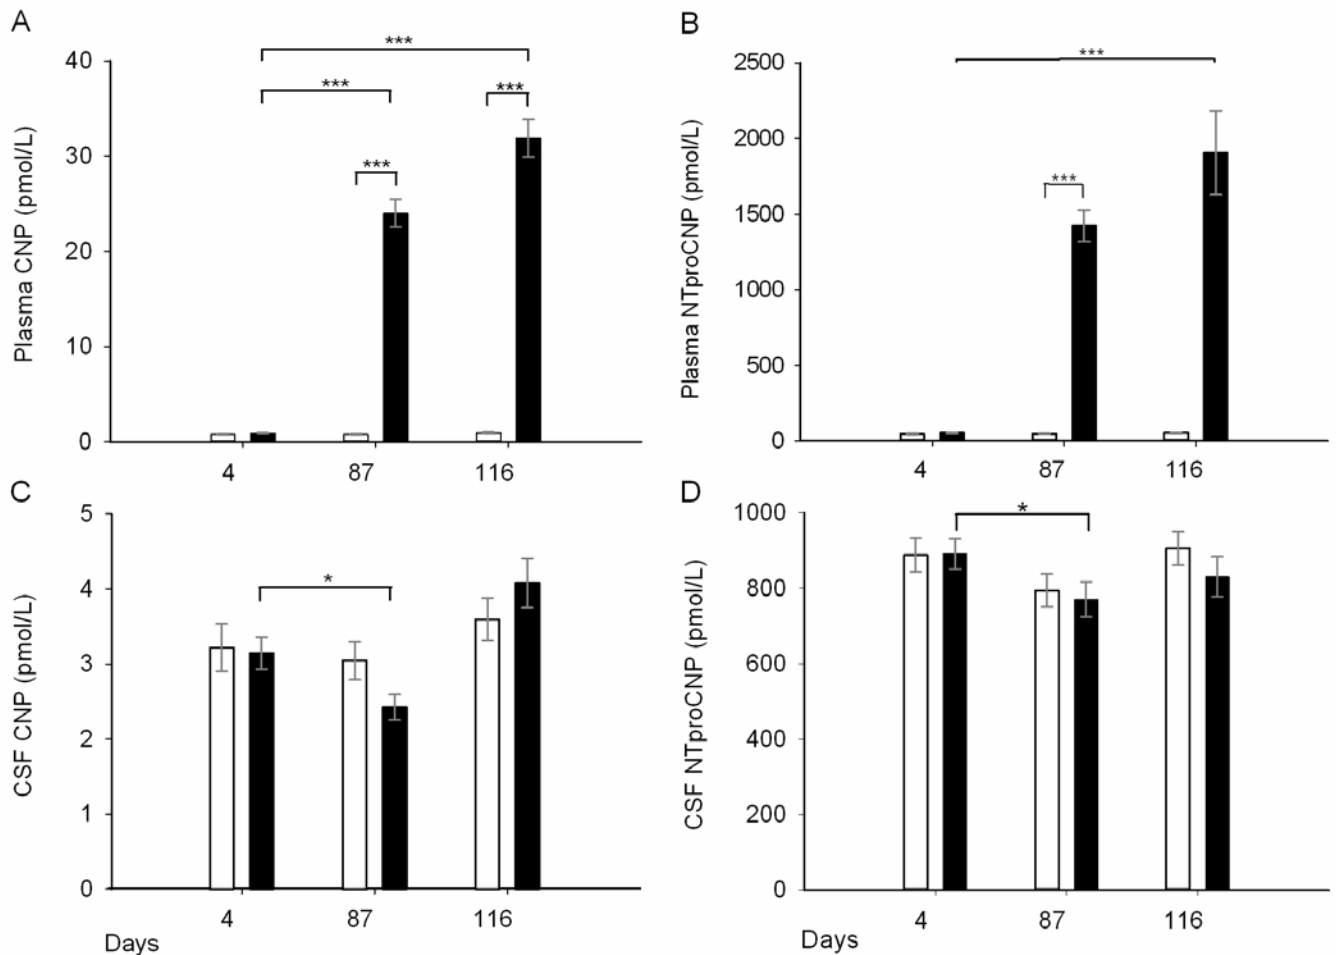 A
Plasma CNP (pmol/L)
40
30
20
10
0
***
***
***
***
4 87 116
B
Plasma NTproCNP (pmol/L)
2500
2000
1500
1000
500
0
***
***
4 87 116
C
CSF CNP (pmol/L)
5
4
3
2
1
0
*
4 87 116
Days
D
CSF NTproCNP (pmol/L)
1000
800
600
400
200
0
*
4 87 116
Days